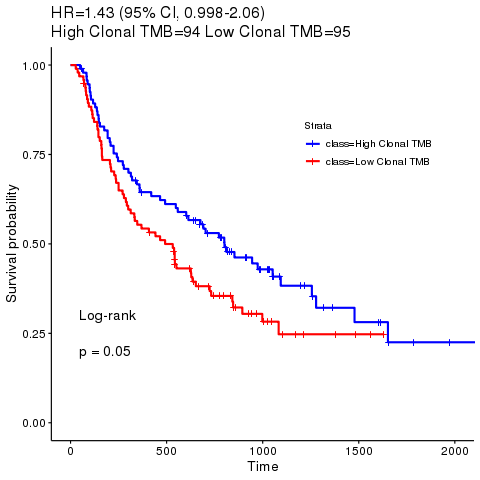 HR=1.43 (95% CI, 0.998-2.06)
High Clonal TMB=94 Low Clonal TMB=95
1.00
0.75
0.50
0.25
0.00
Survival probability
Strata
class=High Clonal TMB
class=Low Clonal TMB
Log-rank
p = 0.05
0 500 1000 1500 2000
Time